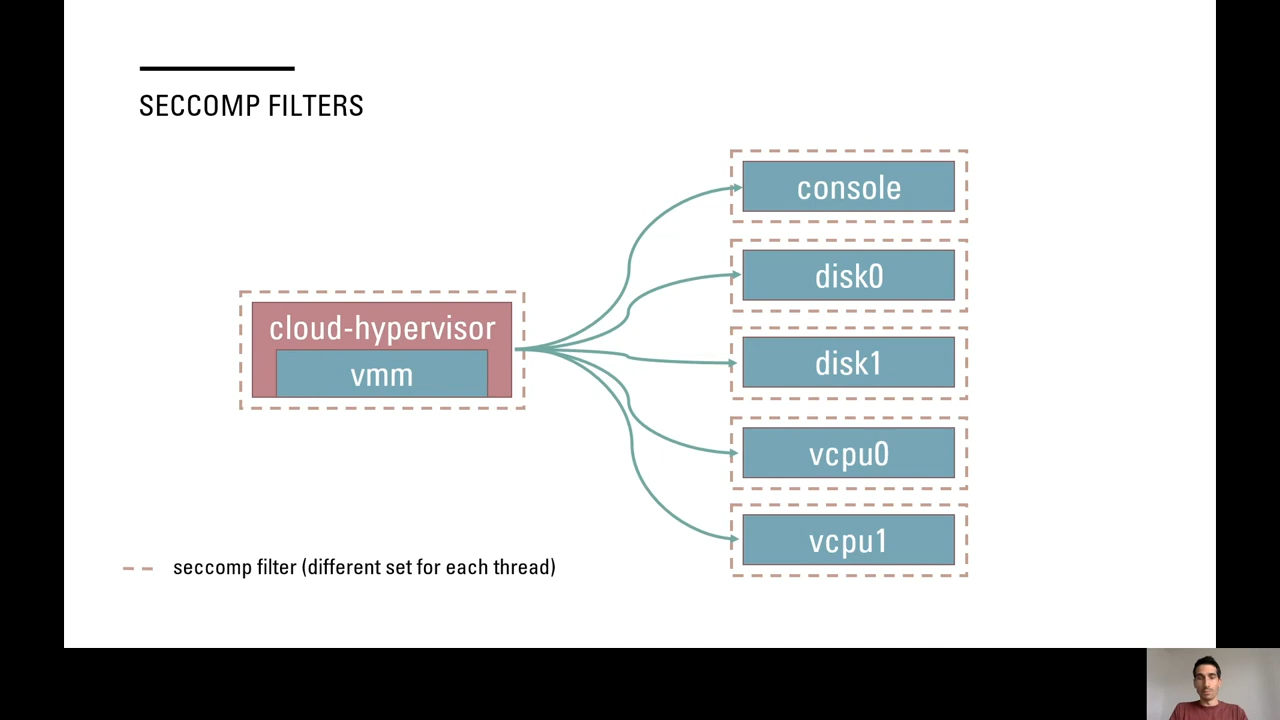 SECCOMP FILTERS
console
disk0
cloud-hypervisor
vmm
disk1
vcpu0
vcpu1
seccomp filter (different set for each thread)